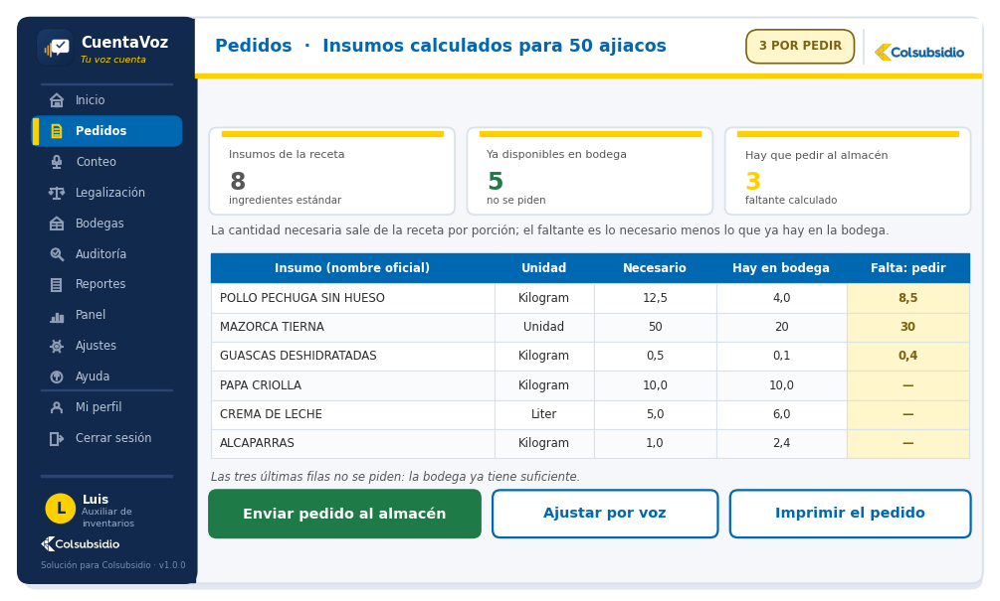 CuentaVoz
Tu voz cuenta
Inicio
Pedidos
Conteo
Legalización
Bodegas
Auditoría
Reportes
Panel
Ajustes
Ayuda
Mi perfil
Cerrar sesión
L
Luis
Auxiliar de
inventarios
Colsubsidio
Solución para Colsubsidio · v1.0.0
Pedidos · Insumos calculados para 50 ajiacos
3 POR PEDIR
Colsubsidio
Insumos de la receta
8
ingredientes estándar
Ya disponibles en bodega
5
no se piden
Hay que pedir al almacén
3
faltante calculado
La cantidad necesaria sale de la receta por porción; el faltante es lo necesario menos lo que ya hay en la bodega.
Insumo (nombre oficial) Unidad Necesario Hay en bodega Falta: pedir
POLLO PECHUGA SIN HUESO Kilogram 12,5 4,0 8,5
MAZORCA TIERNA Unidad 50 20 30
GUASCAS DESHIDRATADAS Kilogram 0,5 0,1 0,4
PAPA CRIOLLA Kilogram 10,0 10,0 —
CREMA DE LECHE Liter 5,0 6,0 —
ALCAPARRAS Kilogram 1,0 2,4 —
Las tres últimas filas no se piden: la bodega ya tiene suficiente.
Enviar pedido al almacén
Ajustar por voz
Imprimir el pedido